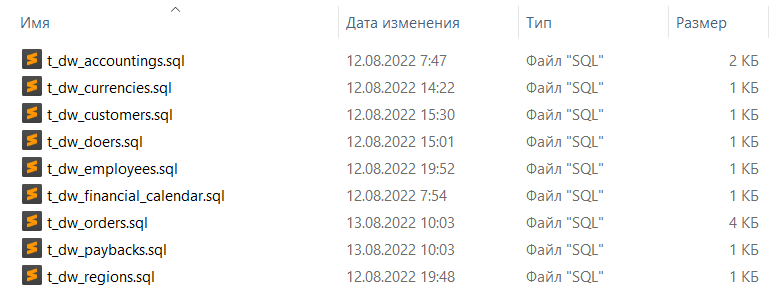 Имя Дата изменения Тип Размер
t_dw_accountings.sql 12.08.2022 7:47 Файл "SQL" 2 КБ
t_dw_currencies.sql 12.08.2022 14:22 Файл "SQL" 1 КБ
t_dw_customers.sql 12.08.2022 15:30 Файл "SQL" 1 КБ
t_dw_doers.sql 12.08.2022 15:01 Файл "SQL" 1 КБ
t_dw_employees.sql 12.08.2022 19:52 Файл "SQL" 1 КБ
t_dw_financial_calendar.sql 12.08.2022 7:54 Файл "SQL" 1 КБ
t_dw_orders.sql 13.08.2022 10:03 Файл "SQL" 4 КБ
t_dw_paybacks.sql 13.08.2022 10:03 Файл "SQL" 1 КБ
t_dw_regions.sql 12.08.2022 19:48 Файл "SQL" 1 КБ